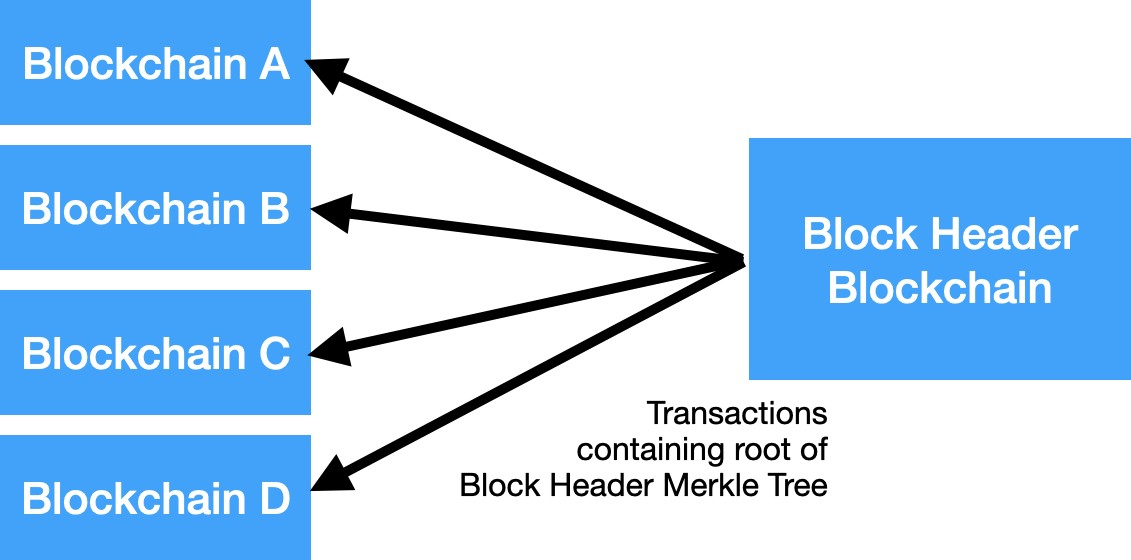 Blockchain A
Blockchain B
Blockchain C
Blockchain D
Block Header
Blockchain
Transactions
containing root of
Block Header Merkle Tree